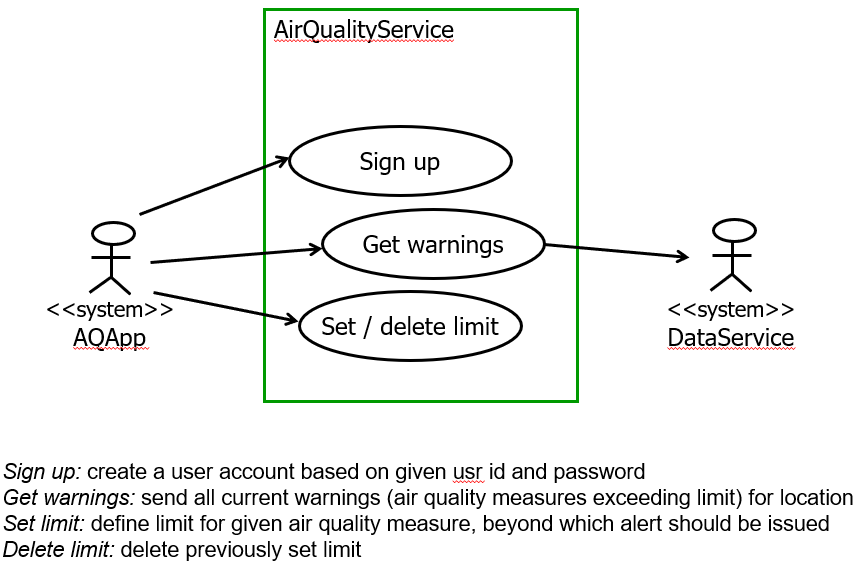 AirQualityService
Sign up
Get warnings
Set / delete limit
<<system>>
AQApp
<<system>>
DataService
Sign up: create a user account based on given usr id and password
Get warnings: send all current warnings (air quality measures exceeding limit) for location
Set limit: define limit for given air quality measure, beyond which alert should be issued
Delete limit: delete previously set limit